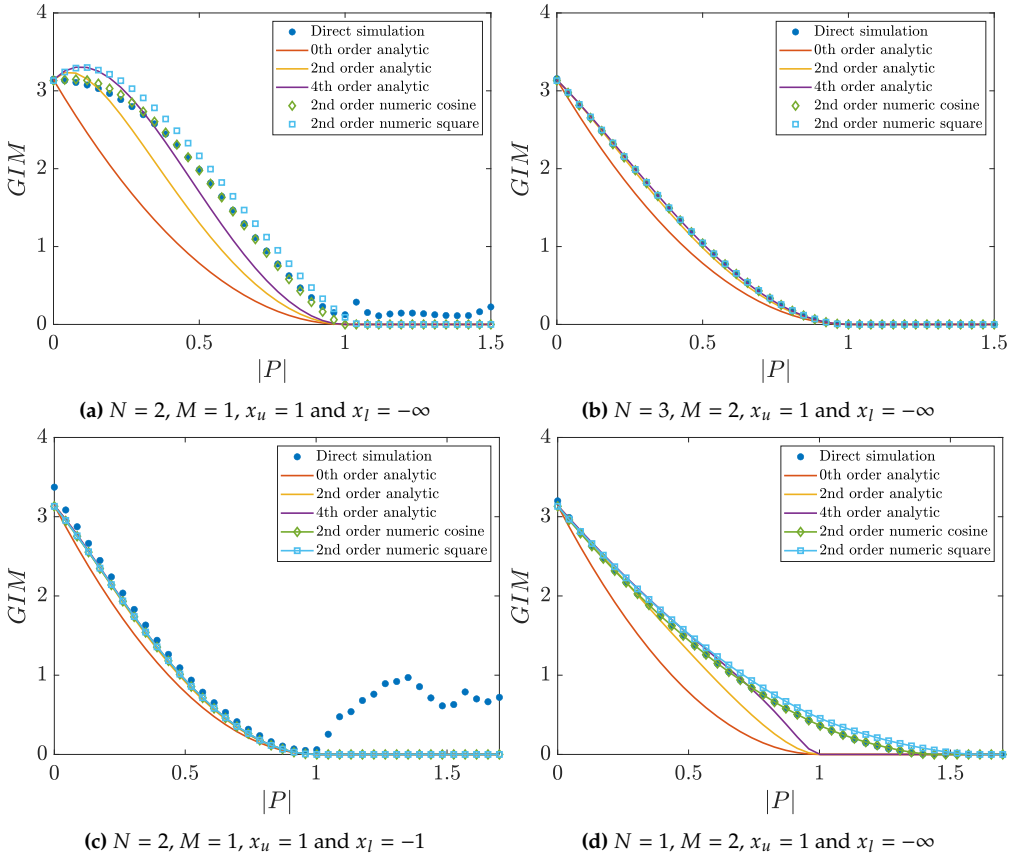 4
3
2
1
0
GIM
0
0.5
1
1.5
|P|
Direct simulation
0th order analytic
2nd order analytic
4th order analytic
2nd order numeric cosine
2nd order numeric square
(a) N = 2, M = 1, x_u = 1 and x_l = −∞
4
3
2
1
0
GIM
0
0.5
1
1.5
|P|
Direct simulation
0th order analytic
2nd order analytic
4th order analytic
2nd order numeric cosine
2nd order numeric square
(b) N = 3, M = 2, x_u = 1 and x_l = −∞
4
3
2
1
0
GIM
0
0.5
1
1.5
|P|
Direct simulation
0th order analytic
2nd order analytic
4th order analytic
2nd order numeric cosine
2nd order numeric square
(c) N = 2, M = 1, x_u = 1 and x_l = −1
4
3
2
1
0
GIM
0
0.5
1
1.5
|P|
Direct simulation
0th order analytic
2nd order analytic
4th order analytic
2nd order numeric cosine
2nd order numeric square
(d) N = 1, M = 2, x_u = 1 and x_l = −∞